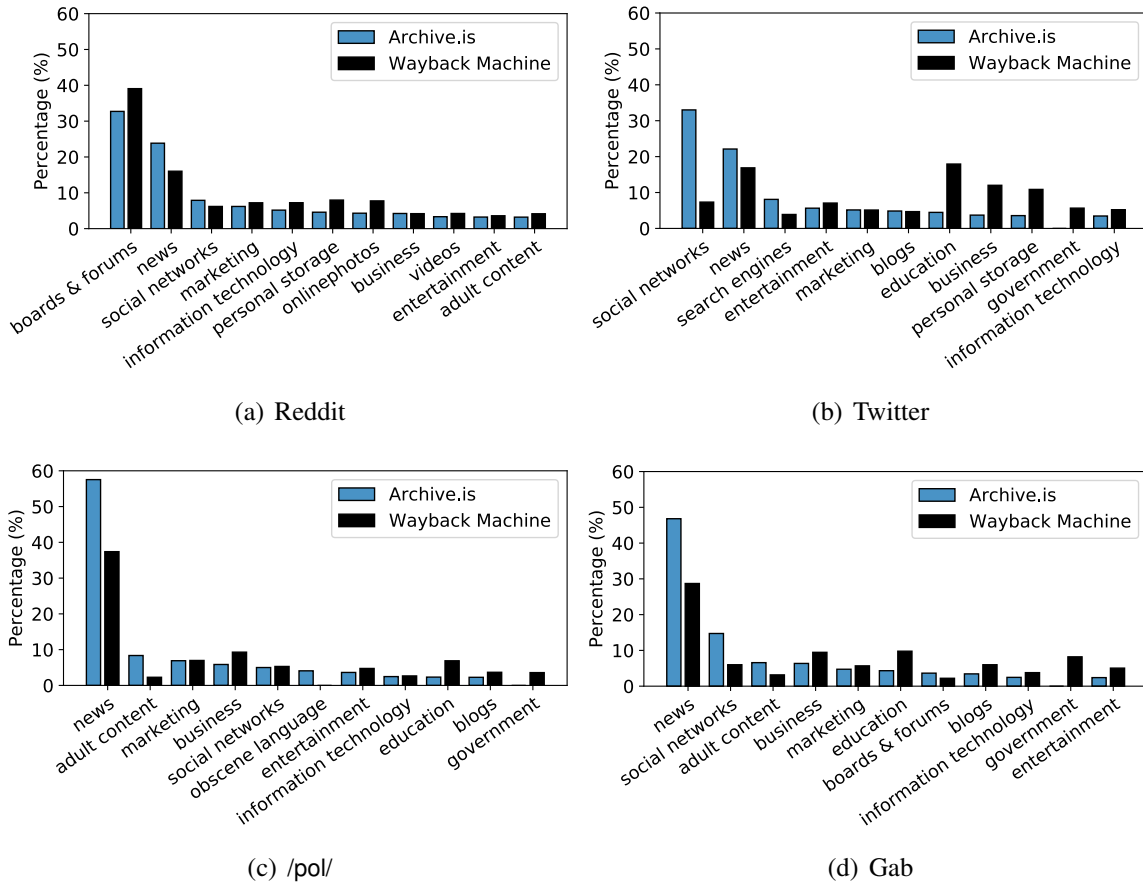 60
50
40
30
20
10
0
Percentage (%)
Archive.is
Wayback Machine
boards & forums
news
social networks
marketing
information technology
personal storage
onlinephotos
business
videos
entertainment
adult content
(a) Reddit
60
50
40
30
20
10
0
Percentage (%)
Archive.is
Wayback Machine
social networks
news
search engines
entertainment
marketing
blogs
education
business
personal storage
government
information technology
(b) Twitter
60
50
40
30
20
10
0
Percentage (%)
Archive.is
Wayback Machine
news
adult content
marketing
business
social networks
obscene language
entertainment
information technology
education
blogs
government
(c) /pol/
60
50
40
30
20
10
0
Percentage (%)
Archive.is
Wayback Machine
news
social networks
adult content
business
marketing
education
boards & forums
blogs
information technology
government
entertainment
(d) Gab